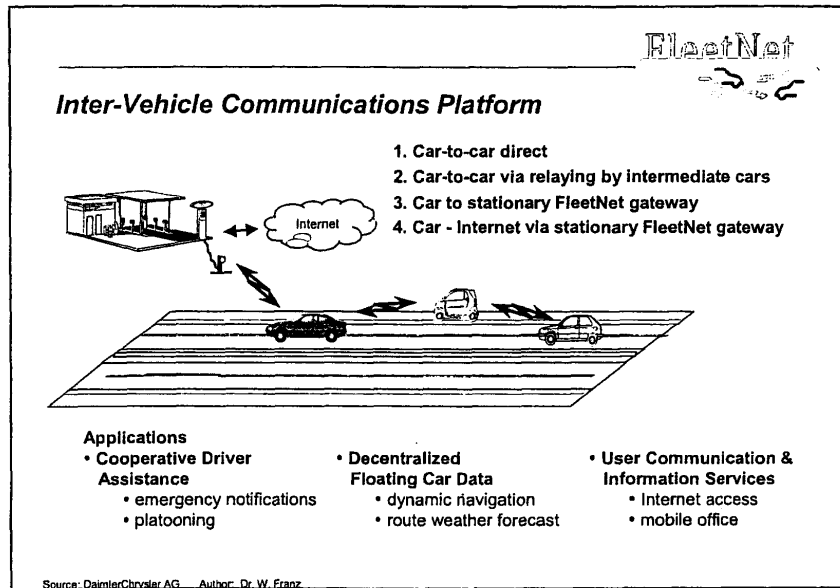 FleetNet
Inter-Vehicle Communications Platform
1. Car-to-car direct
2. Car-to-car via relaying by intermediate cars
3. Car to stationary FleetNet gateway
4. Car - Internet via stationary FleetNet gateway
Internet
Applications
• Cooperative Driver
Assistance
• emergency notifications
• platooning
• Decentralized
Floating Car Data
• dynamic navigation
• route weather forecast
• User Communication &
Information Services
• Internet access
• mobile office
Source: DaimlerChrysler AG Author: Dr. W. Franz